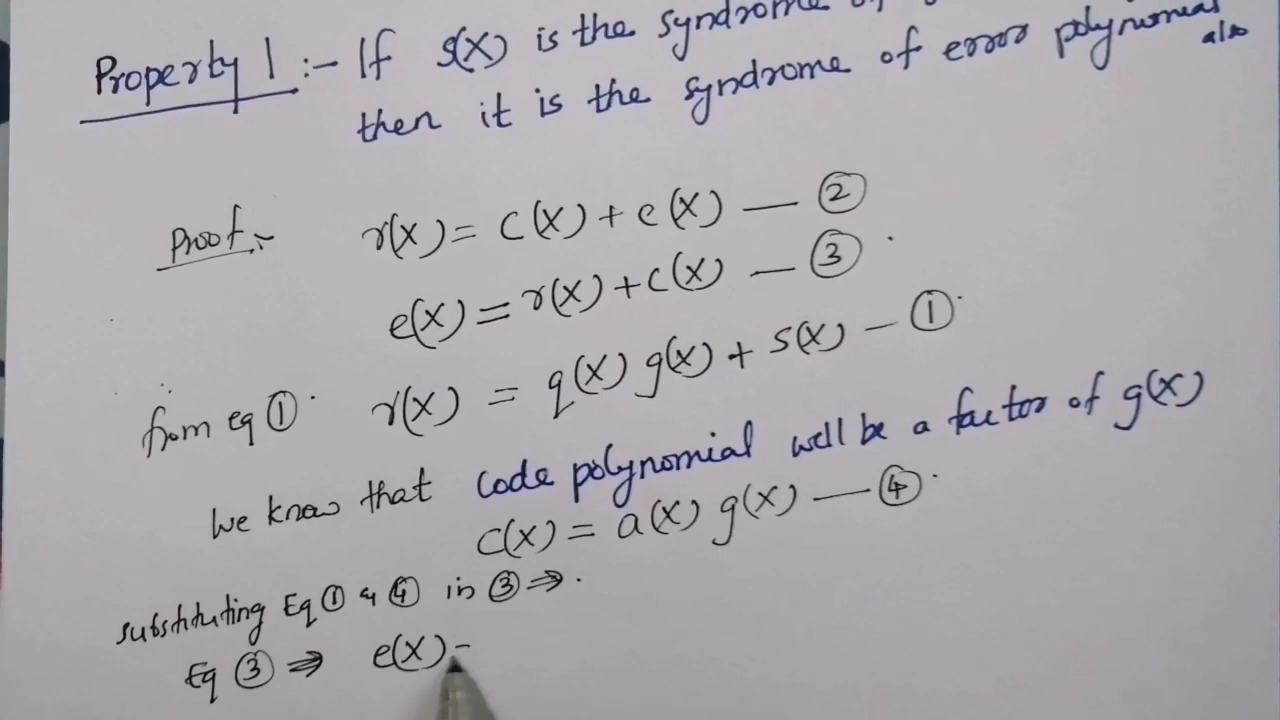 Property 1 :- If s(X) is the syndrome
then it is the syndrome of error polynomial also
Proof :- r(X) = c(X) + e(X) — ②
e(X) = r(X) + c(X) — ③
from eq ① r(X) = q(X) g(X) + s(X) — ①
we know that code polynomial will be a factor of g(X)
c(X) = a(X) g(X) — ④
substituting Eq ① & ④ in ③ ⇒
Eq ③ ⇒ e(X) =